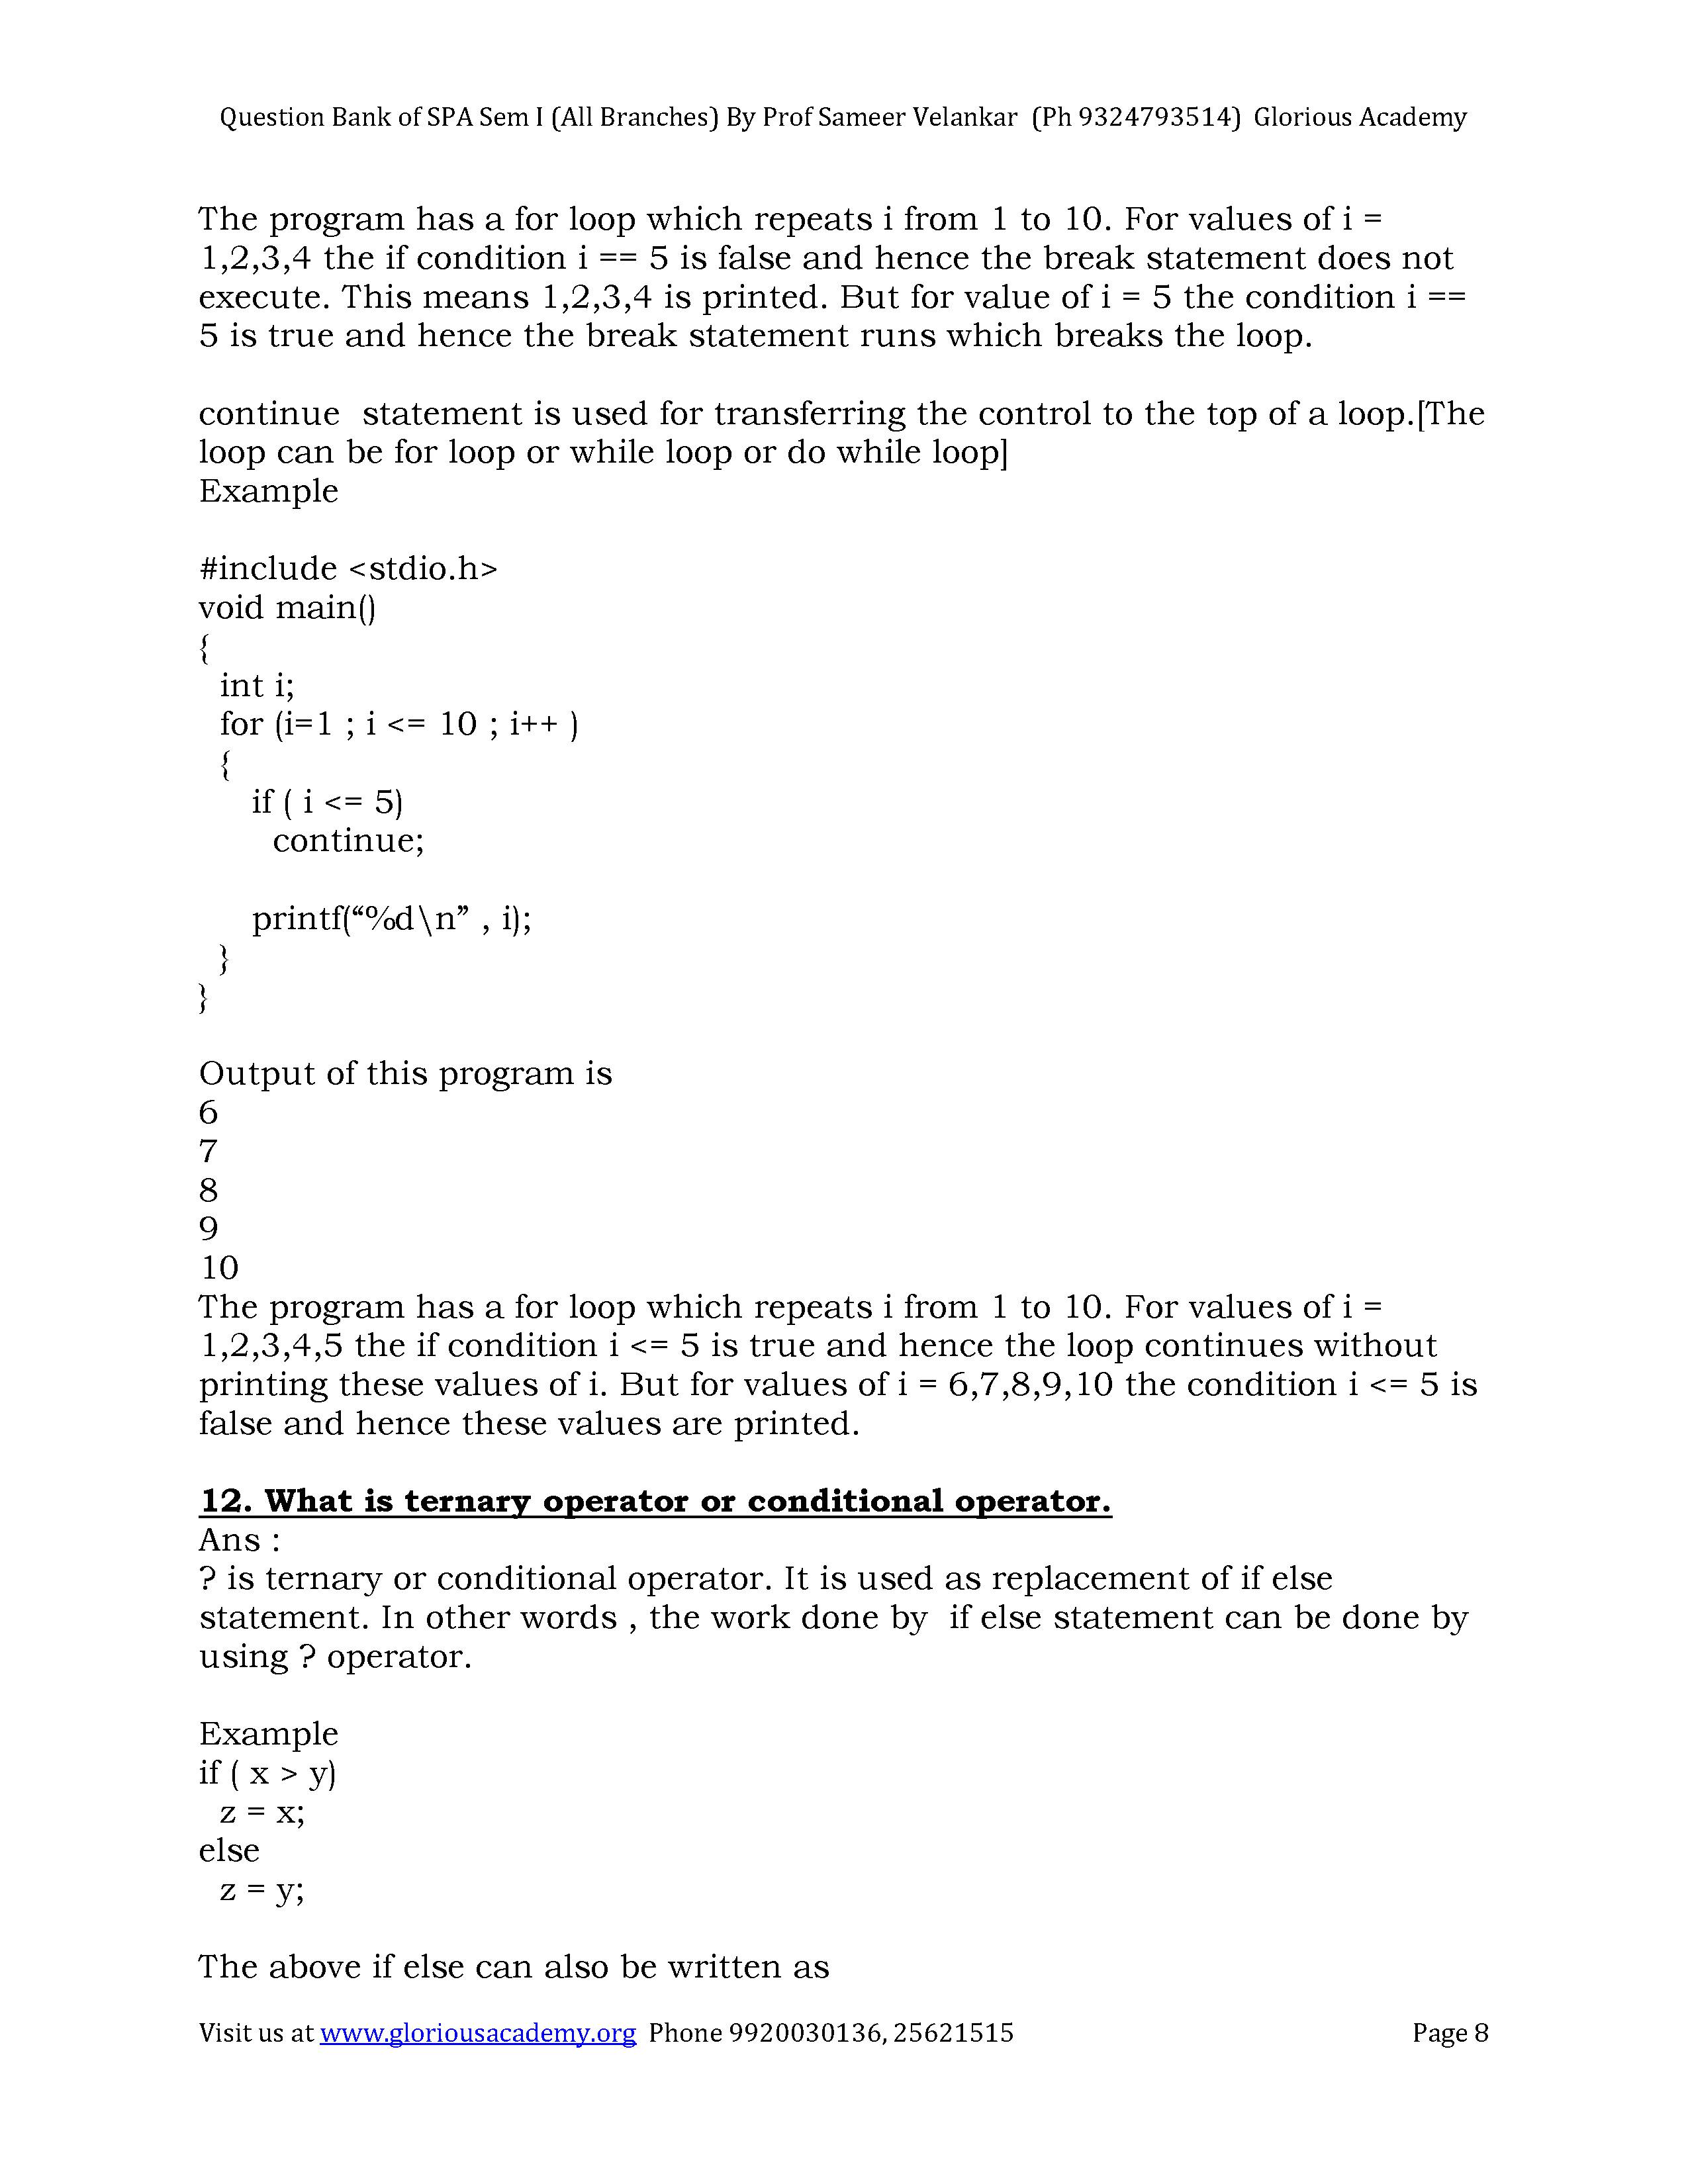 Question Bank of SPA Sem I (All Branches) By Prof Sameer Velankar  (Ph 9324793514)  Glorious Academy
The program has a for loop which repeats i from 1 to 10. For values of i =
1,2,3,4 the if condition i == 5 is false and hence the break statement does not
execute. This means 1,2,3,4 is printed. But for value of i = 5 the condition i ==
5 is true and hence the break statement runs which breaks the loop.
continue  statement is used for transferring the control to the top of a loop.[The
loop can be for loop or while loop or do while loop]
Example
#include <stdio.h>
void main()
{
  int i;
  for (i=1 ; i <= 10 ; i++ )
  {
     if ( i <= 5)
       continue;
     printf(“%d\n” , i);
  }
}
Output of this program is
6
7
8
9
10
The program has a for loop which repeats i from 1 to 10. For values of i =
1,2,3,4,5 the if condition i <= 5 is true and hence the loop continues without
printing these values of i. But for values of i = 6,7,8,9,10 the condition i <= 5 is
false and hence these values are printed.
12. What is ternary operator or conditional operator.
Ans :
? is ternary or conditional operator. It is used as replacement of if else
statement. In other words , the work done by  if else statement can be done by
using ? operator.
Example
if ( x > y)
  z = x;
else
  z = y;
The above if else can also be written as
Visit us at www.gloriousacademy.org  Phone 9920030136, 25621515 Page 8